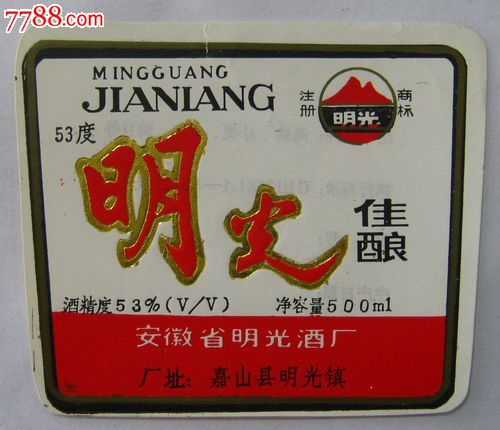 7788.com
MINGGUANG
JIANIANG
注册 商标
明光
53度
明光
佳酿
酒精度53%(V/V) 净容量500ml
安徽省明光酒厂
厂址：嘉山县明光镇